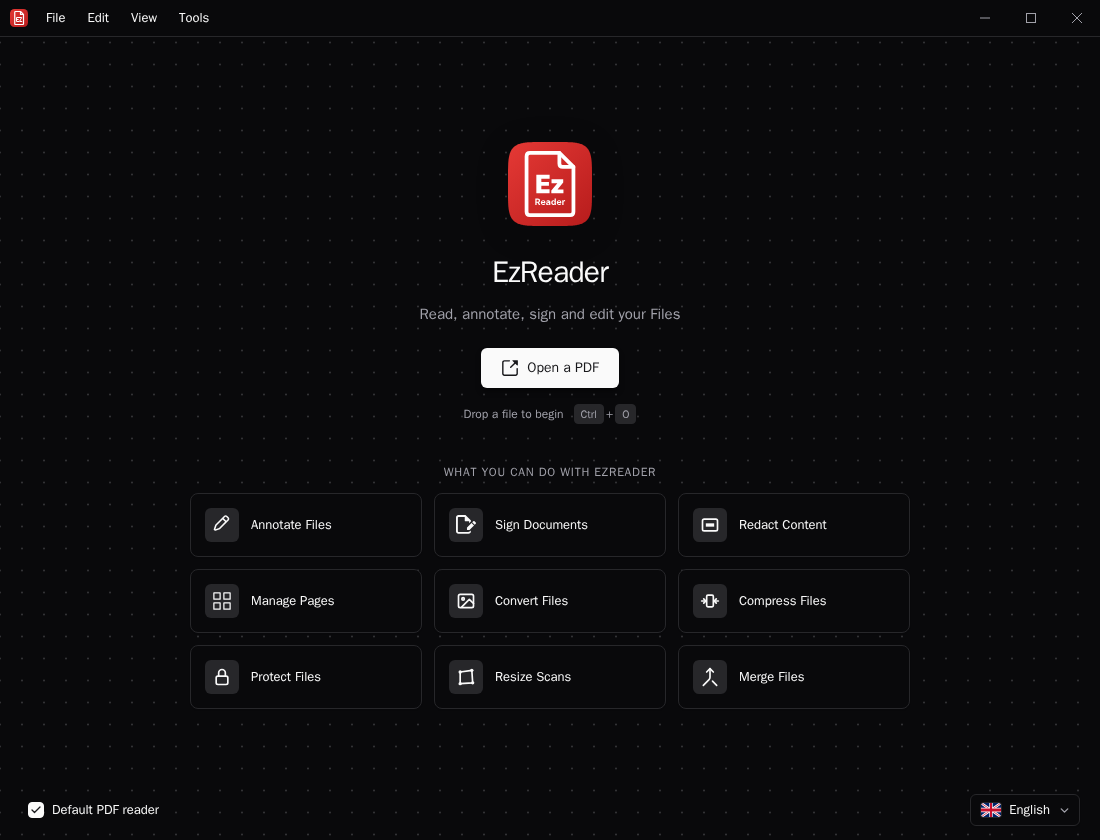 Ez File Edit View Tools
Ez
Reader
EzReader
Read, annotate, sign and edit your Files
Open a PDF
Drop a file to begin Ctrl + O
WHAT YOU CAN DO WITH EZREADER
Annotate Files Sign Documents Redact Content
Manage Pages Convert Files Compress Files
Protect Files Resize Scans Merge Files
Default PDF reader English